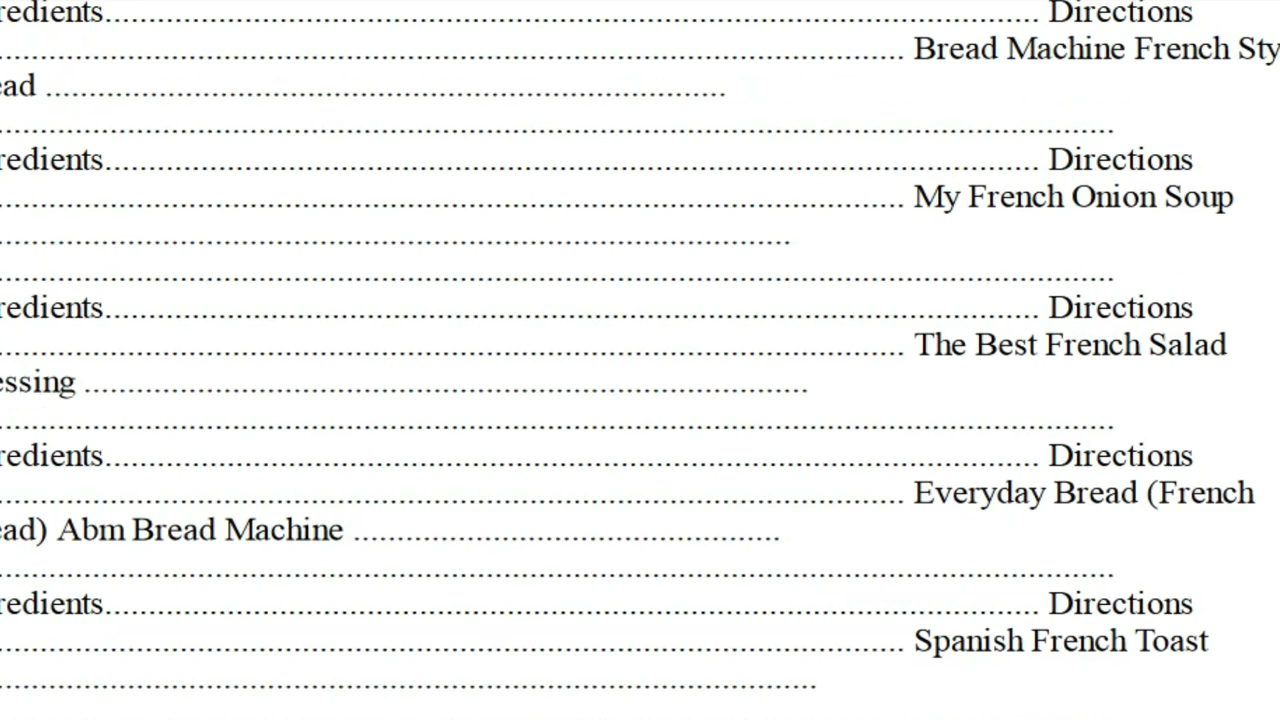 redients........................................................................................................ Directions
..................................................................................................... Bread Machine French Sty
ead ............................................................................
............................................................................................................................
redients........................................................................................................ Directions
..................................................................................................... My French Onion Soup
........................................................................................
............................................................................................................................
redients........................................................................................................ Directions
..................................................................................................... The Best French Salad
essing ................................................................................
............................................................................................................................
redients........................................................................................................ Directions
..................................................................................................... Everyday Bread (French
ead) Abm Bread Machine ...............................................
............................................................................................................................
redients........................................................................................................ Directions
..................................................................................................... Spanish French Toast
...........................................................................................